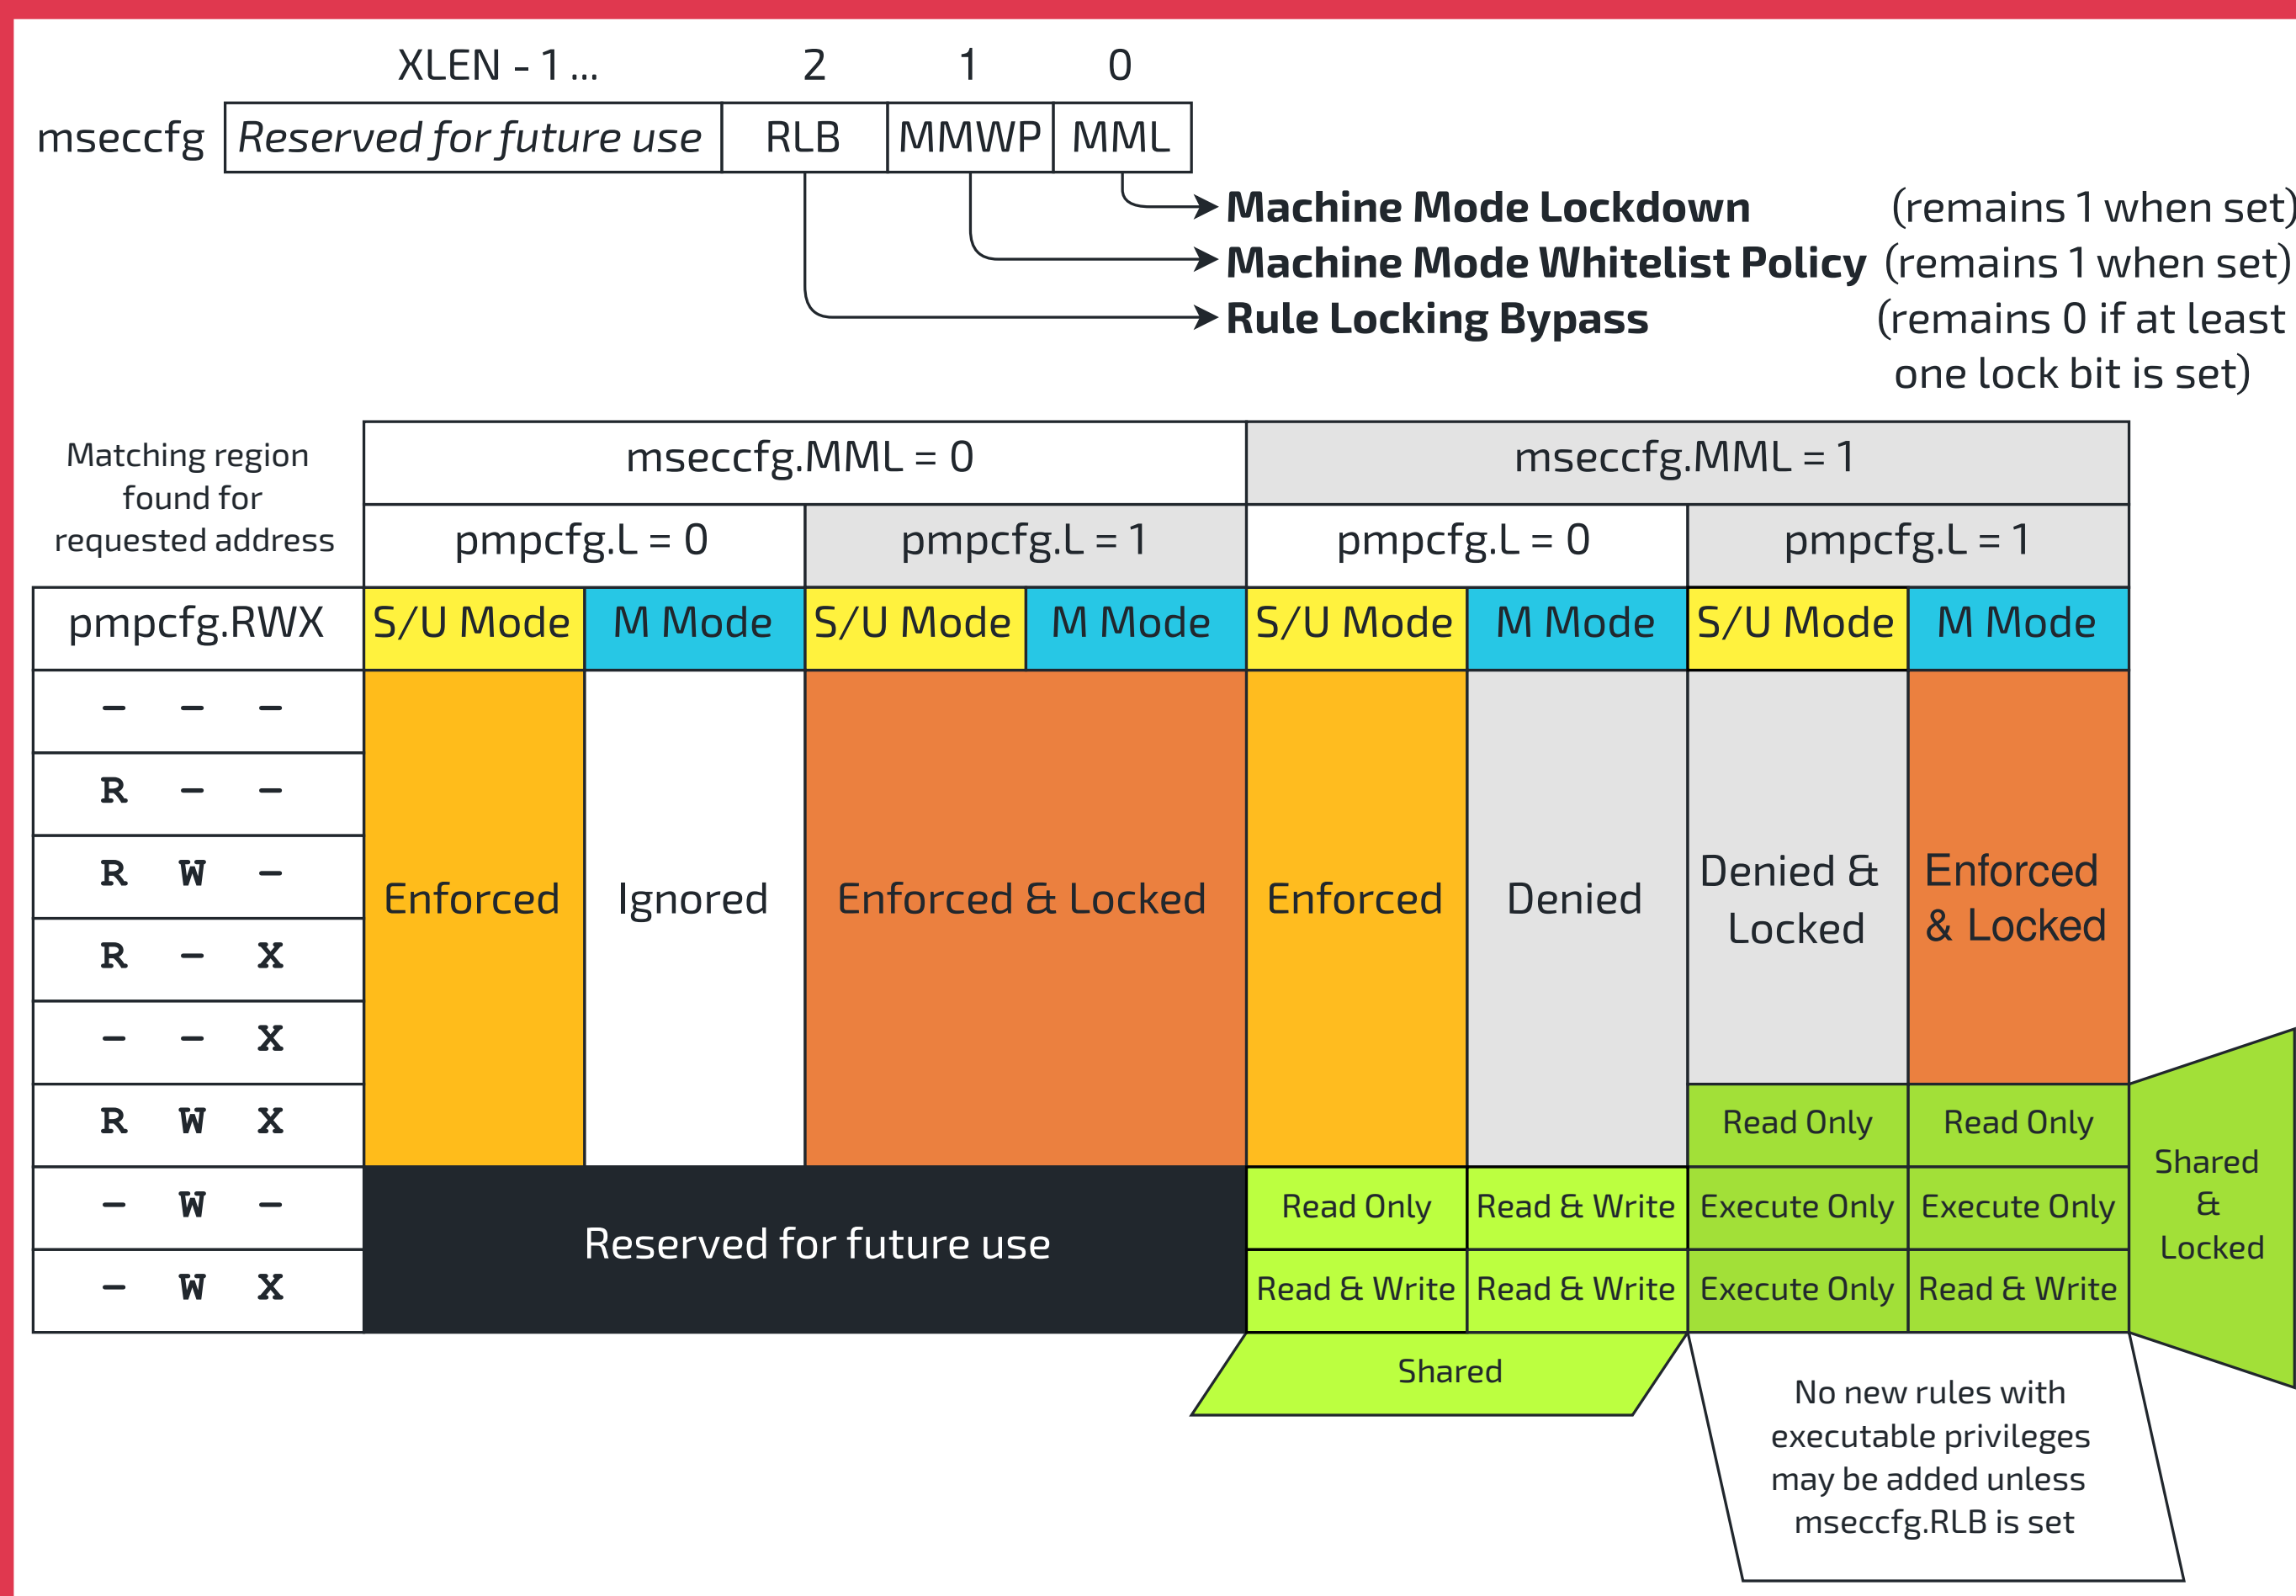 XLEN - 1 ... 2 1 0
mseccfg Reserved for future use RLB MMWP MML
Machine Mode Lockdown (remains 1 when set)
Machine Mode Whitelist Policy (remains 1 when set)
Rule Locking Bypass (remains 0 if at least
one lock bit is set)
Matching region
found for
requested address
mseccfg.MML = 0 mseccfg.MML = 1
pmpcfg.L = 0 pmpcfg.L = 1 pmpcfg.L = 0 pmpcfg.L = 1
pmpcfg.RWX S/U Mode M Mode S/U Mode M Mode S/U Mode M Mode S/U Mode M Mode
- - -
R - -
R W -
R - X
- - X
R W X
- W -
- W X
Enforced Ignored Enforced & Locked Enforced Denied
Denied &
Locked
Enforced
& Locked
Read Only Read Only
Reserved for future use
Read Only Read & Write Execute Only Execute Only
Read & Write Read & Write Execute Only Read & Write
Shared
&
Locked
Shared
No new rules with
executable privileges
may be added unless
mseccfg.RLB is set